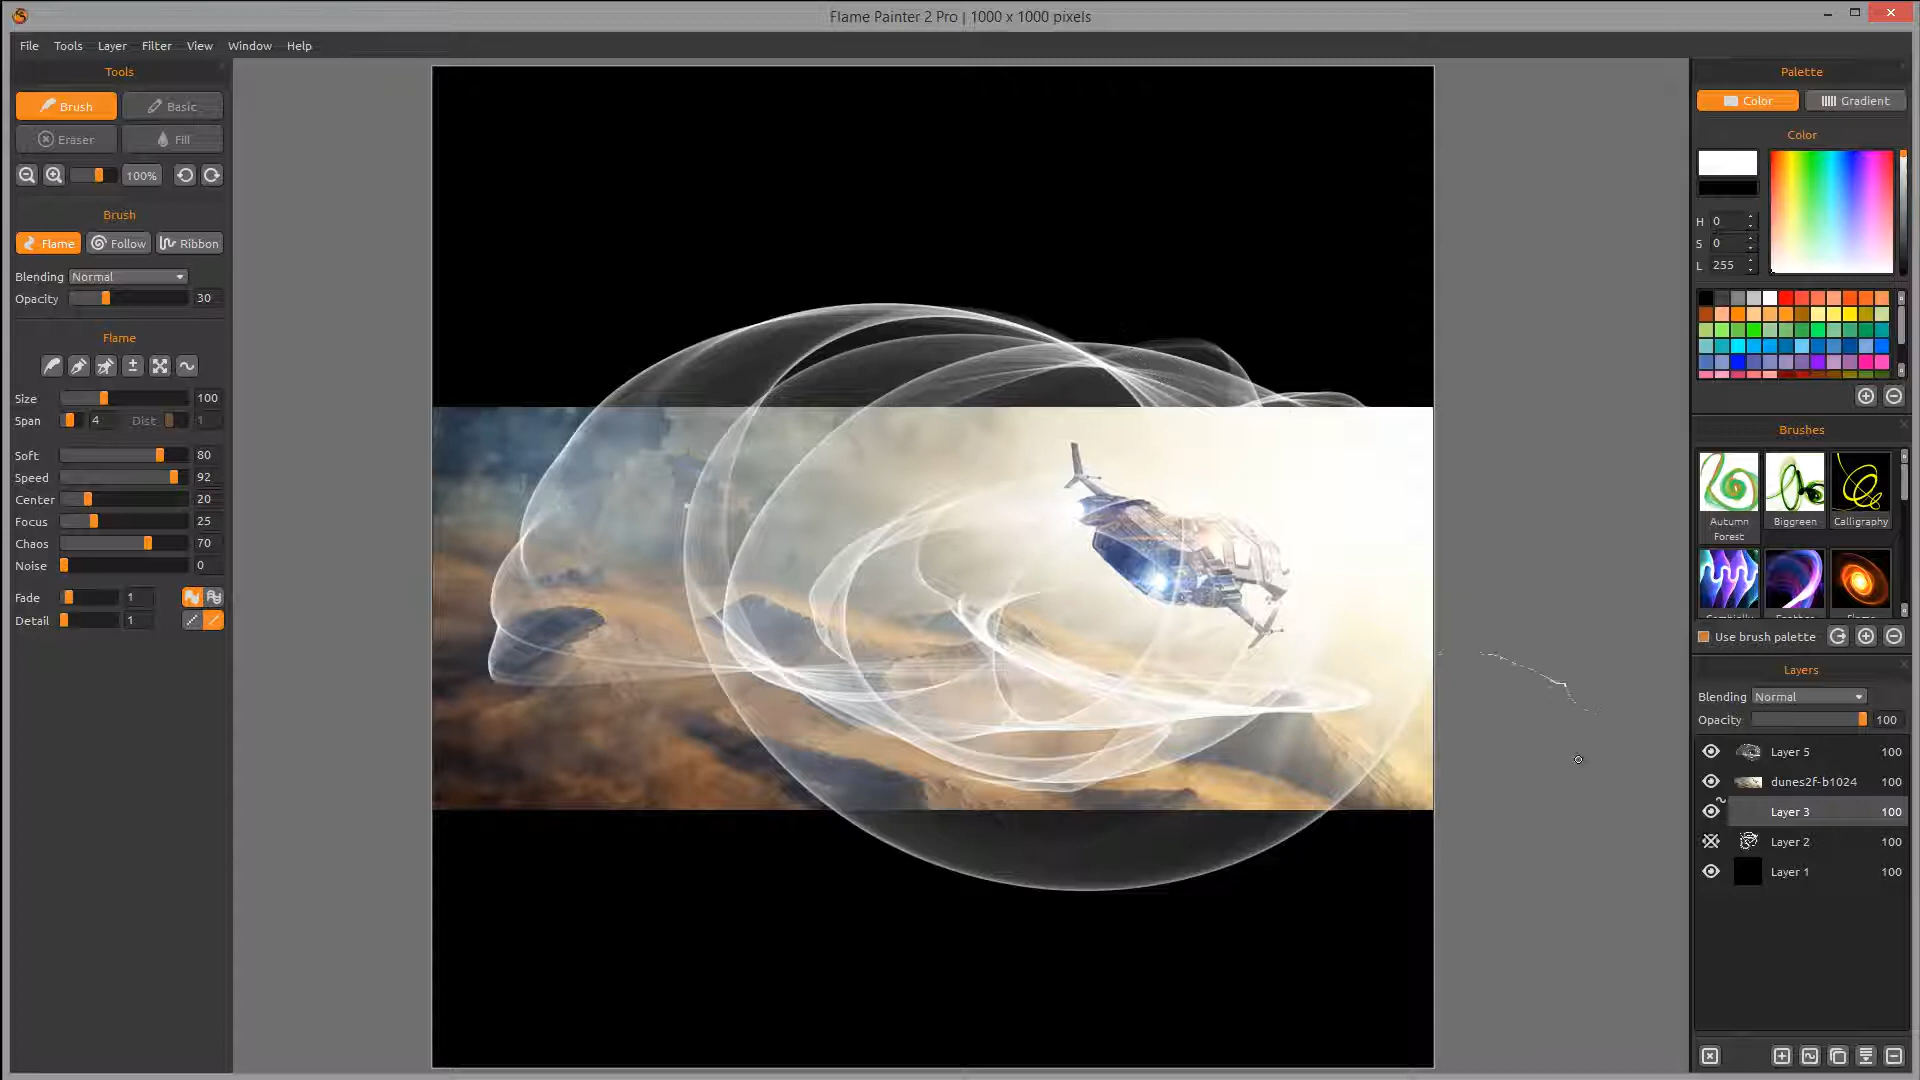 Flame Painter 2 Pro | 1000 x 1000 pixels
File Tools Layer Filter View Window Help
Tools
Brush Basic
Eraser Fill
100%
Brush
Flame Follow Ribbon
Blending Normal
Opacity 30
Flame
Size 100
Span 4 Dist 1
Soft 80
Speed 92
Center 20
Focus 25
Chaos 70
Noise 0
Fade 1
Detail 1
Palette
Color Gradient
Color
H 0
S 0
L 255
Brushes
Autumn Forest Biggreen Calligraphy
Use brush palette
Layers
Blending Normal
Opacity 100
Layer 5 100
dunes2f-b1024 100
Layer 3 100
Layer 2 100
Layer 1 100